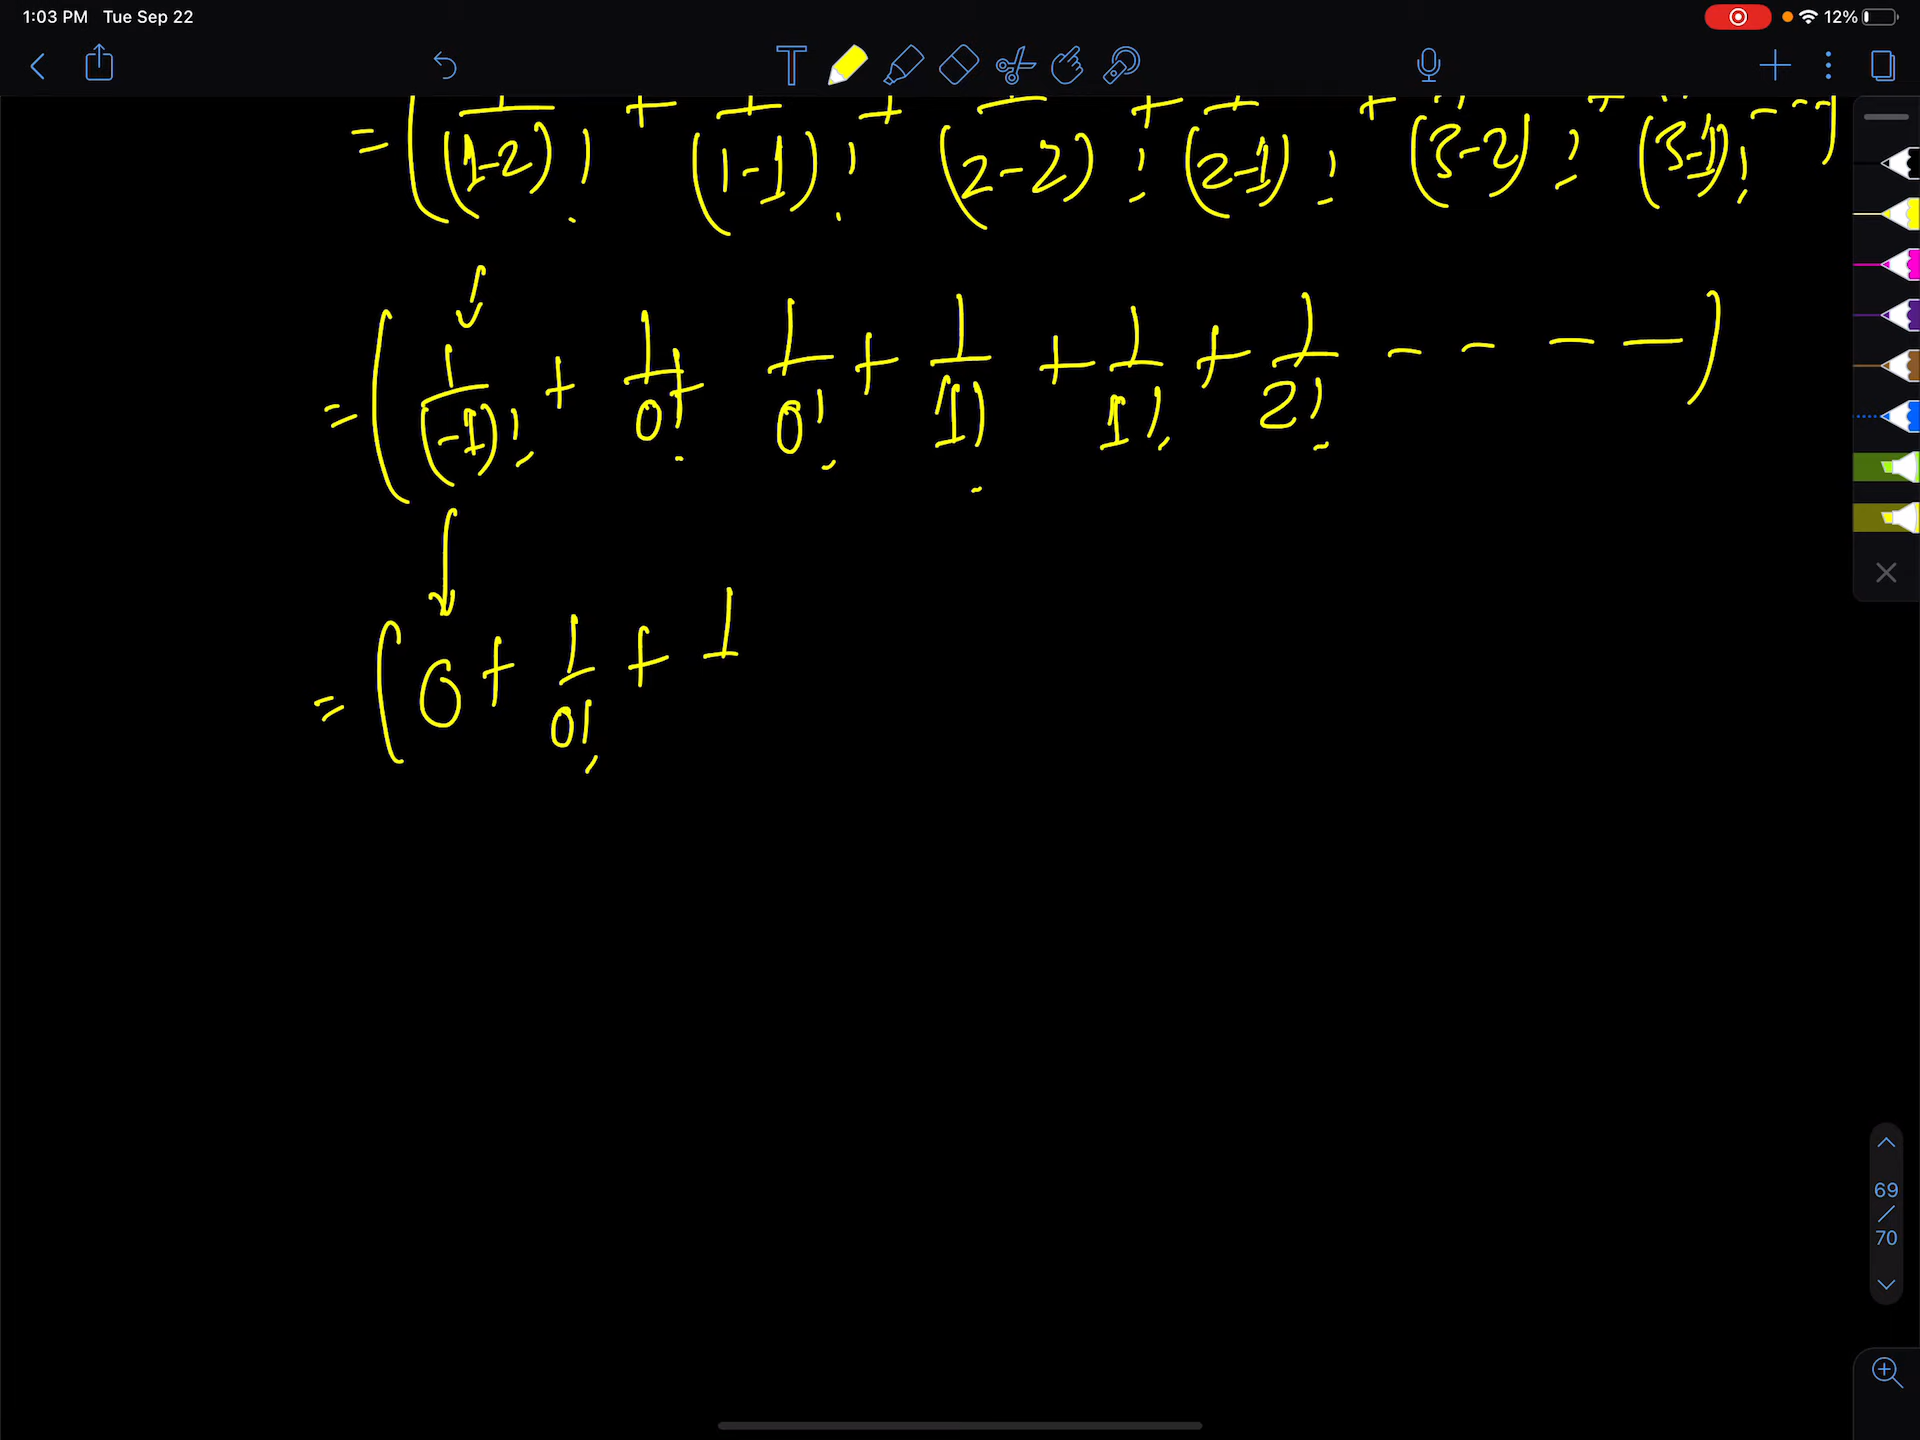 1:03 PM Tue Sep 22 12%
= ( 1/(1-2)! + 1/(1-1)! + 1/(2-2)! + 1/(2-1)! + 1/(3-2)! + 1/(3-1)! ---)
= ( 1/(-1)! + 1/0! + 1/0! + 1/1! + 1/1! + 1/2! - - - - )
= ( 0 + 1/0! + 1
69
/
70